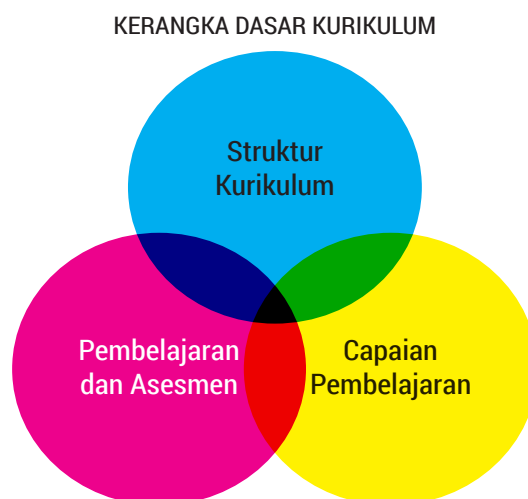 KERANGKA DASAR KURIKULUM
Struktur
Kurikulum
Pembelajaran
dan Asesmen
Capaian
Pembelajaran